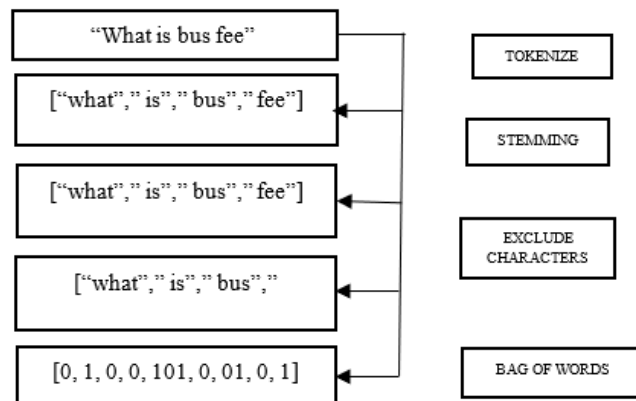 “What is bus fee”
TOKENIZE
[“what”,” is”,” bus”,” fee”]
STEMMING
[“what”,” is”,” bus”,” fee”]
EXCLUDE
CHARACTERS
[“what”,” is”,” bus”,”
[0, 1, 0, 0, 101, 0, 01, 0, 1]
BAG OF WORDS